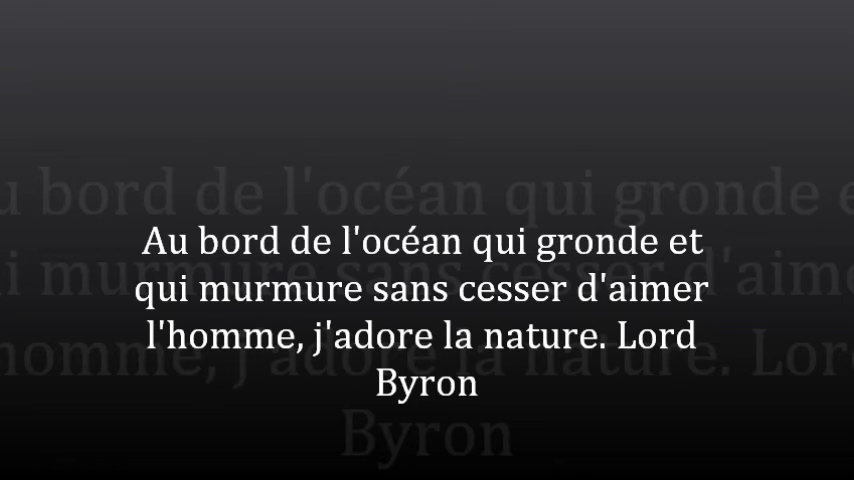 Au bord de l'océan qui gronde et
qui murmure sans cesser d'aimer
l'homme, j'adore la nature. Lord
Byron